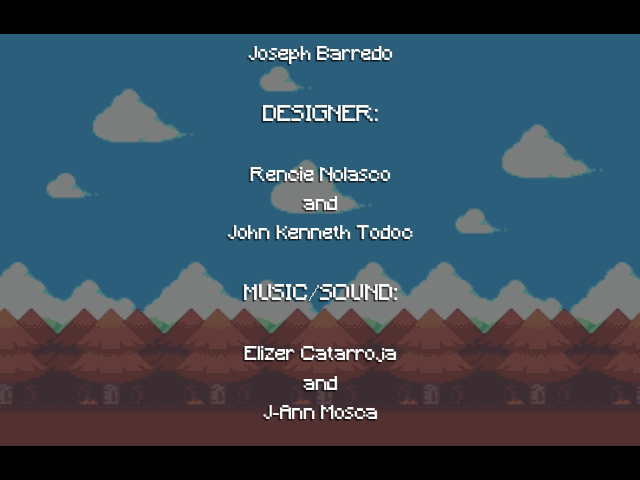 Joseph Barredo
DESIGNER:
Rencie Nolasco
and
John Kenneth Todoc
MUSIC/SOUND:
Elizer Catarroja
and
J-Ann Mosca